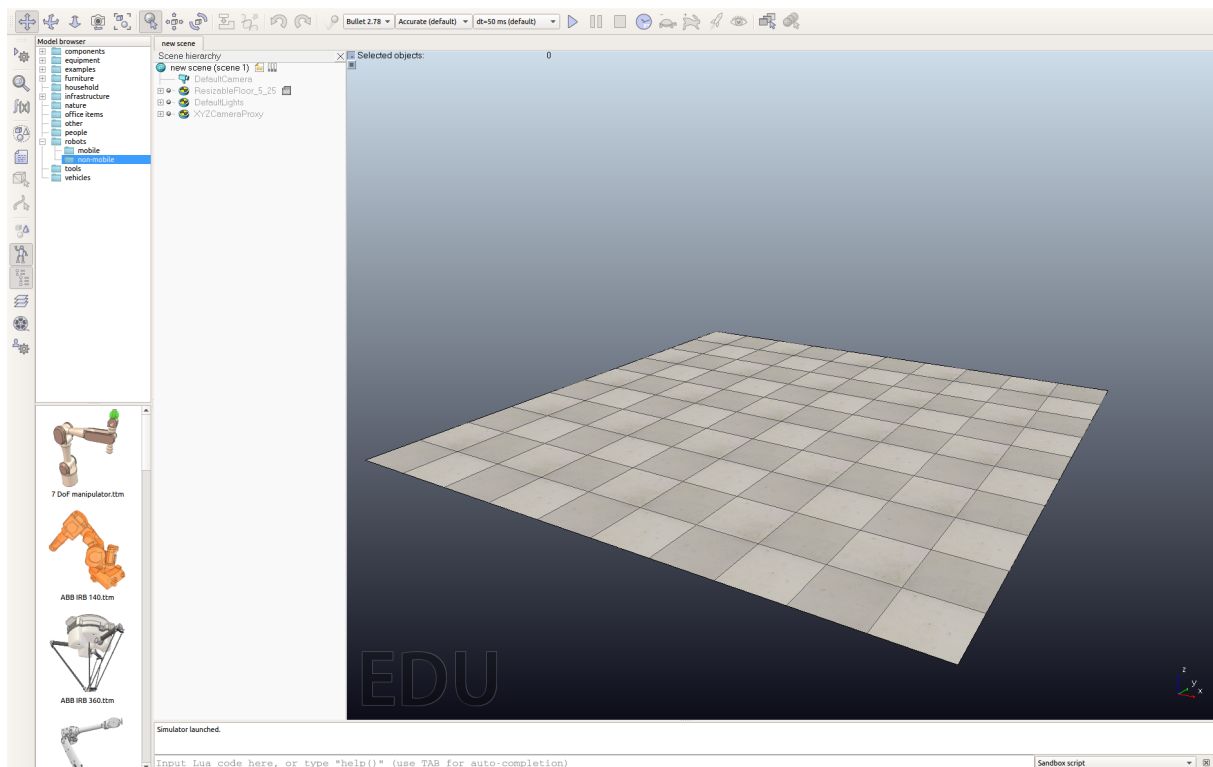 Bullet 2.78 Accurate (default) dt=50 ms (default)
Model browser
components
equipment
examples
furniture
household
infrastructure
nature
office items
other
people
robots
mobile
non-mobile
tools
vehicles
7 DoF manipulator.ttm
ABB IRB 140.ttm
ABB IRB 360.ttm
new scene
Scene hierarchy
new scene (scene 1)
DefaultCamera
ResizableFloor_5_25
DefaultLights
XYZCameraProxy
Selected objects: 0
EDU
z
y
x
Simulator launched.
Input Lua code here, or type "help()" (use TAB for auto-completion)
Sandbox script
f(x)